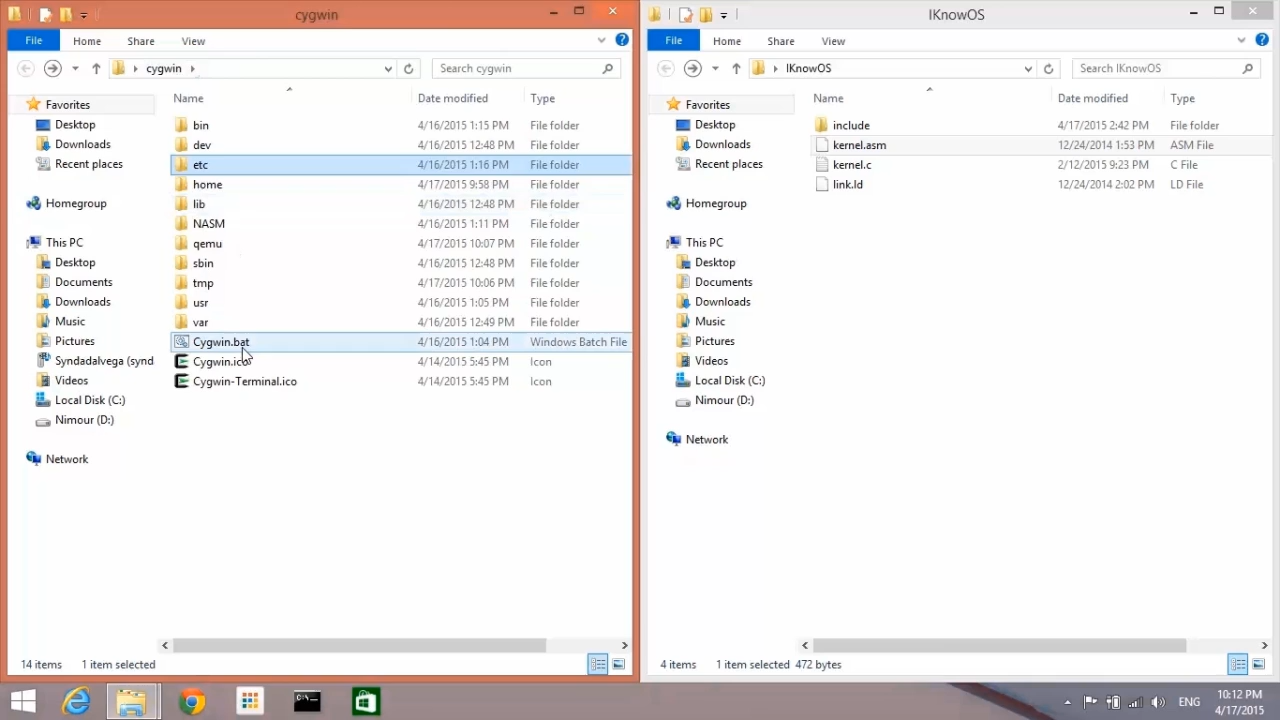 cygwin
File Home Share View
cygwin
Search cygwin
Name Date modified Type
Favorites
Desktop
Downloads
Recent places
Homegroup
This PC
Desktop
Documents
Downloads
Music
Pictures
Syndadalvega (synd
Videos
Local Disk (C:)
Nimour (D:)
Network
bin 4/16/2015 1:15 PM File folder
dev 4/16/2015 12:48 PM File folder
etc 4/16/2015 1:16 PM File folder
home 4/17/2015 9:58 PM File folder
lib 4/16/2015 12:48 PM File folder
NASM 4/16/2015 1:11 PM File folder
qemu 4/17/2015 10:07 PM File folder
sbin 4/16/2015 12:48 PM File folder
tmp 4/17/2015 10:06 PM File folder
usr 4/16/2015 1:05 PM File folder
var 4/16/2015 12:49 PM File folder
Cygwin.bat 4/16/2015 1:04 PM Windows Batch File
Cygwin.ico 4/14/2015 5:45 PM Icon
Cygwin-Terminal.ico 4/14/2015 5:45 PM Icon
14 items 1 item selected
IKnowOS
File Home Share View
IKnowOS
Search IKnowOS
Name Date modified Type
Favorites
Desktop
Downloads
Recent places
Homegroup
This PC
Desktop
Documents
Downloads
Music
Pictures
Videos
Local Disk (C:)
Nimour (D:)
Network
include 4/17/2015 2:42 PM File folder
kernel.asm 12/24/2014 1:53 PM ASM File
kernel.c 2/12/2015 9:23 PM C File
link.ld 12/24/2014 2:02 PM LD File
4 items 1 item selected 472 bytes
C:\_
ENG
10:12 PM
4/17/2015